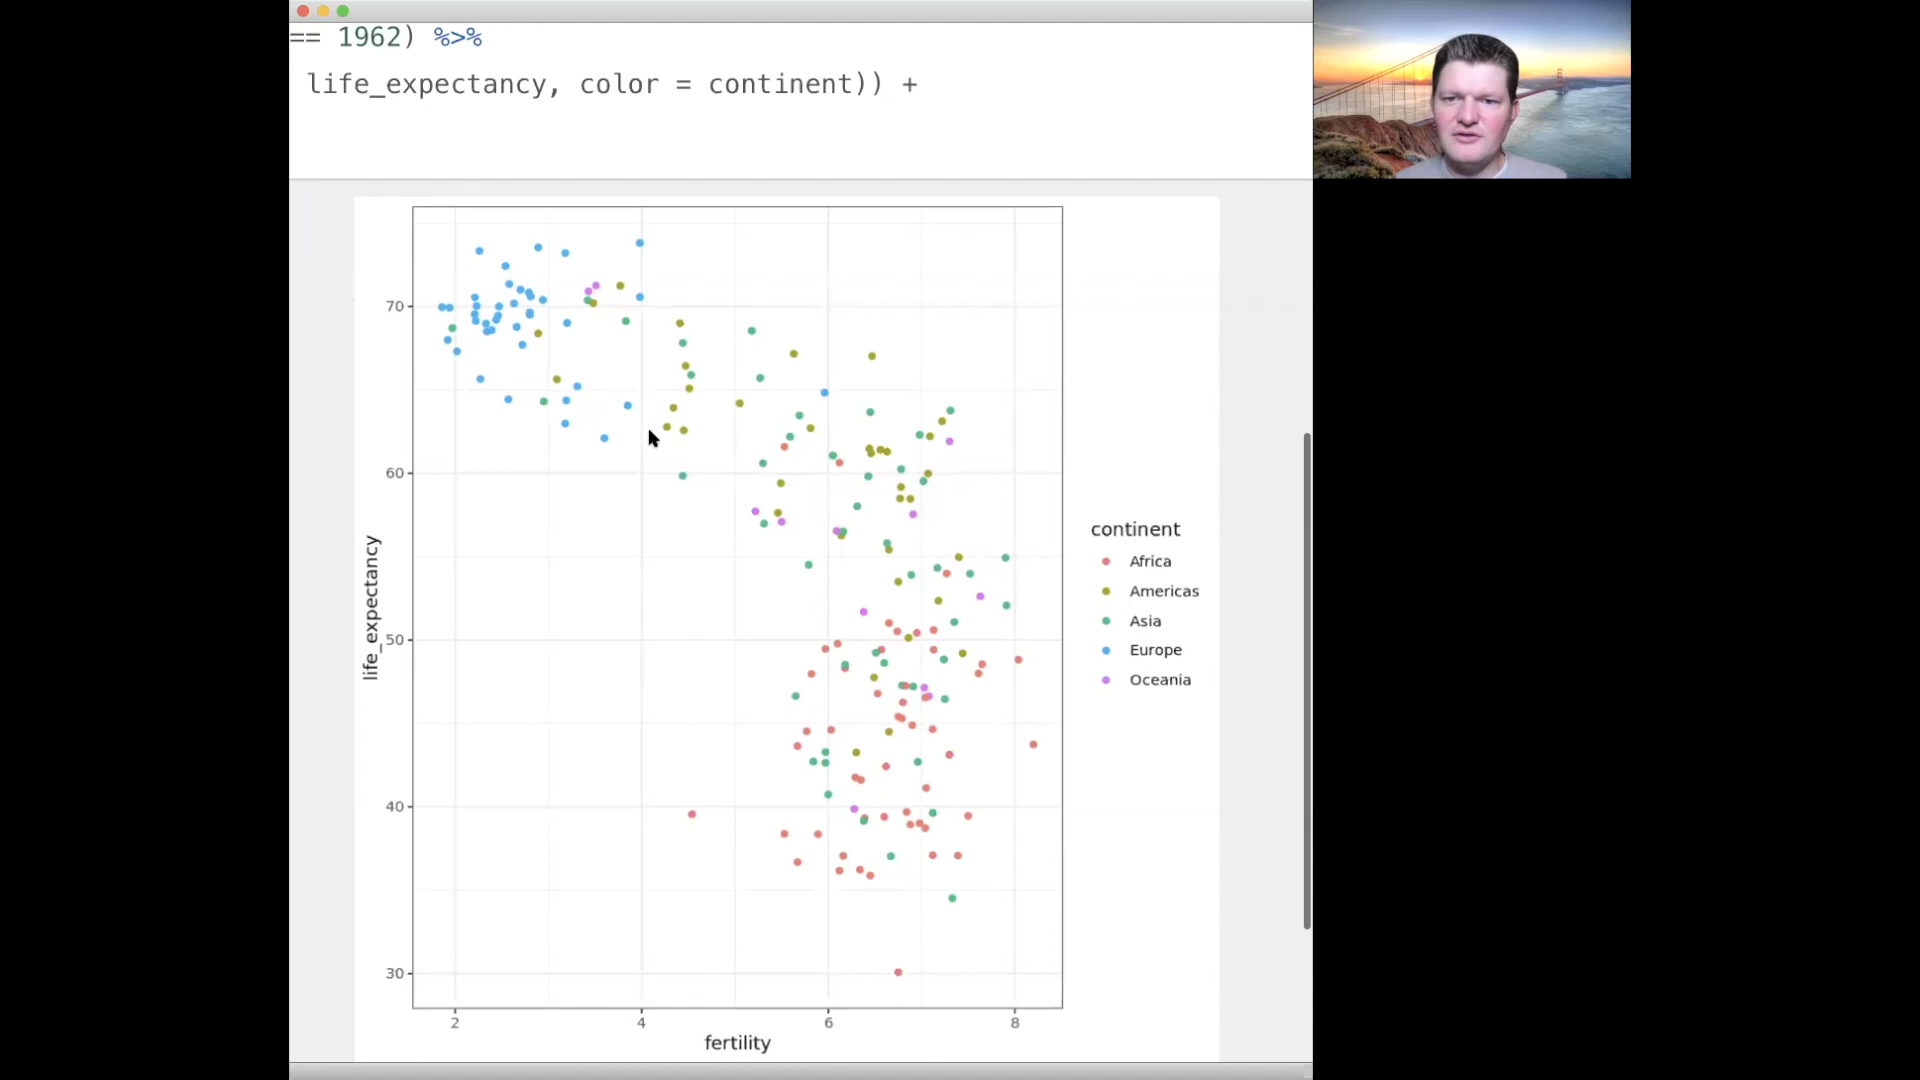 == 1962) %>%
life_expectancy, color = continent)) +
70
60
50
40
30
life_expectancy
2 4 6 8
fertility
continent
Africa
Americas
Asia
Europe
Oceania